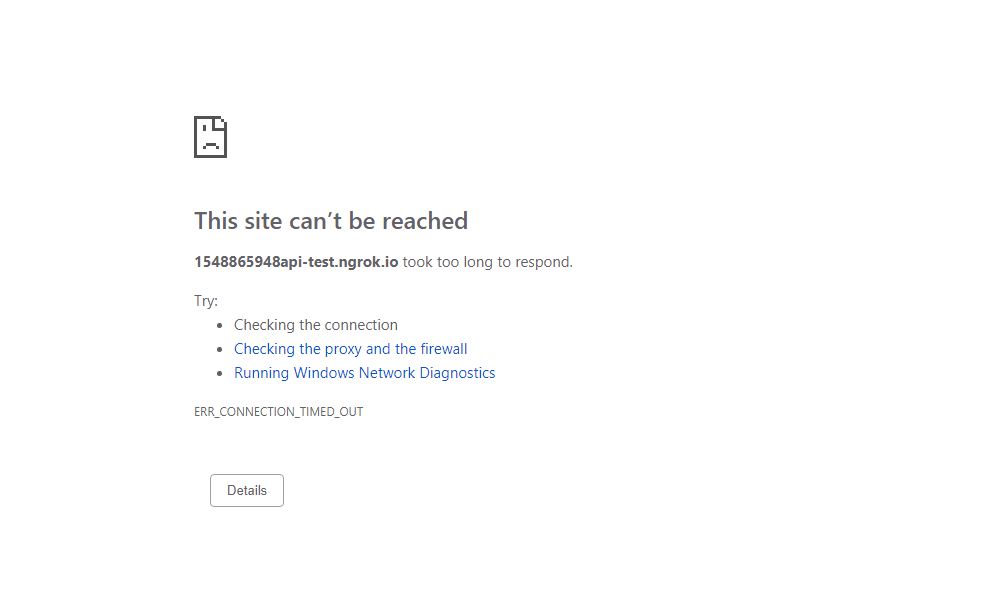 This site can’t be reached
1548865948api-test.ngrok.io took too long to respond.
Try:
Checking the connection
Checking the proxy and the firewall
Running Windows Network Diagnostics
ERR_CONNECTION_TIMED_OUT
Details